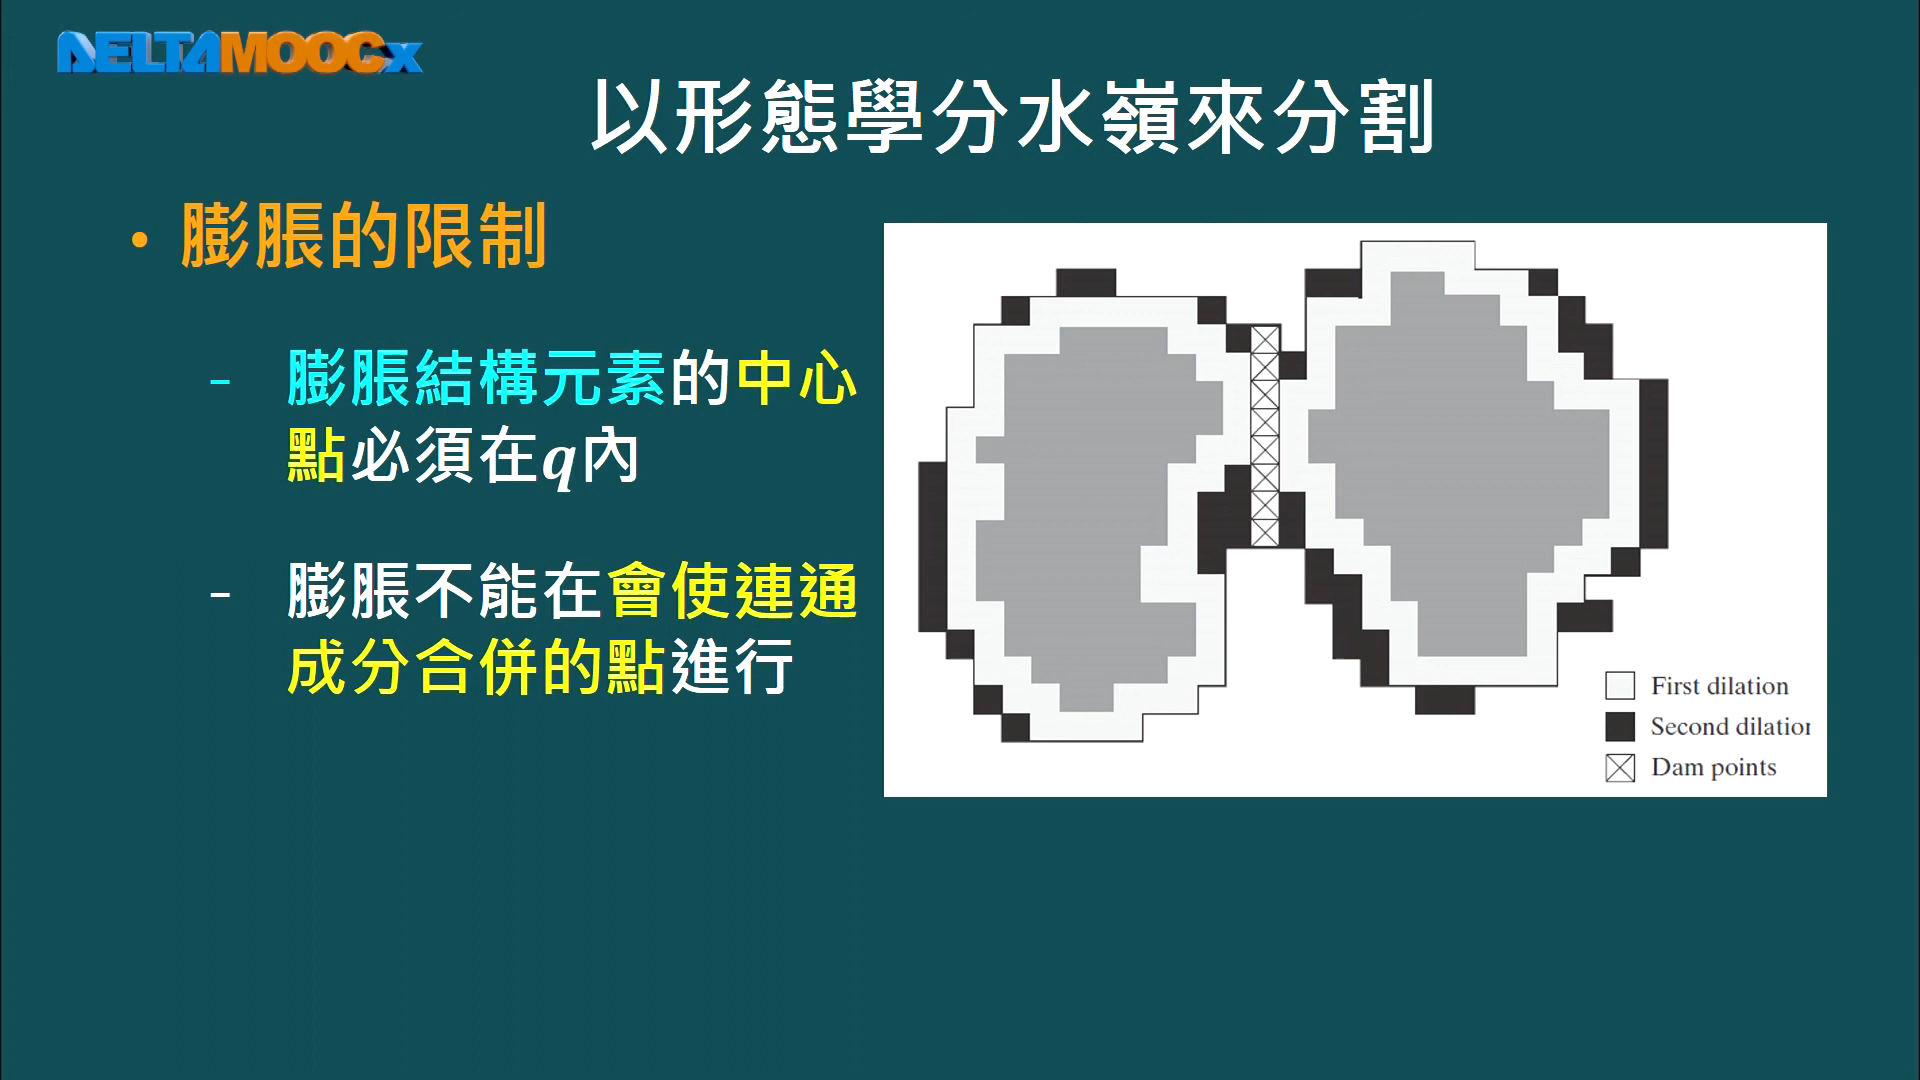 DELTAMOOCx
以形態學分水嶺來分割
• 膨脹的限制
– 膨脹結構元素的中心
點必須在q內
– 膨脹不能在會使連通
成分合併的點進行
First dilation
Second dilation
Dam points